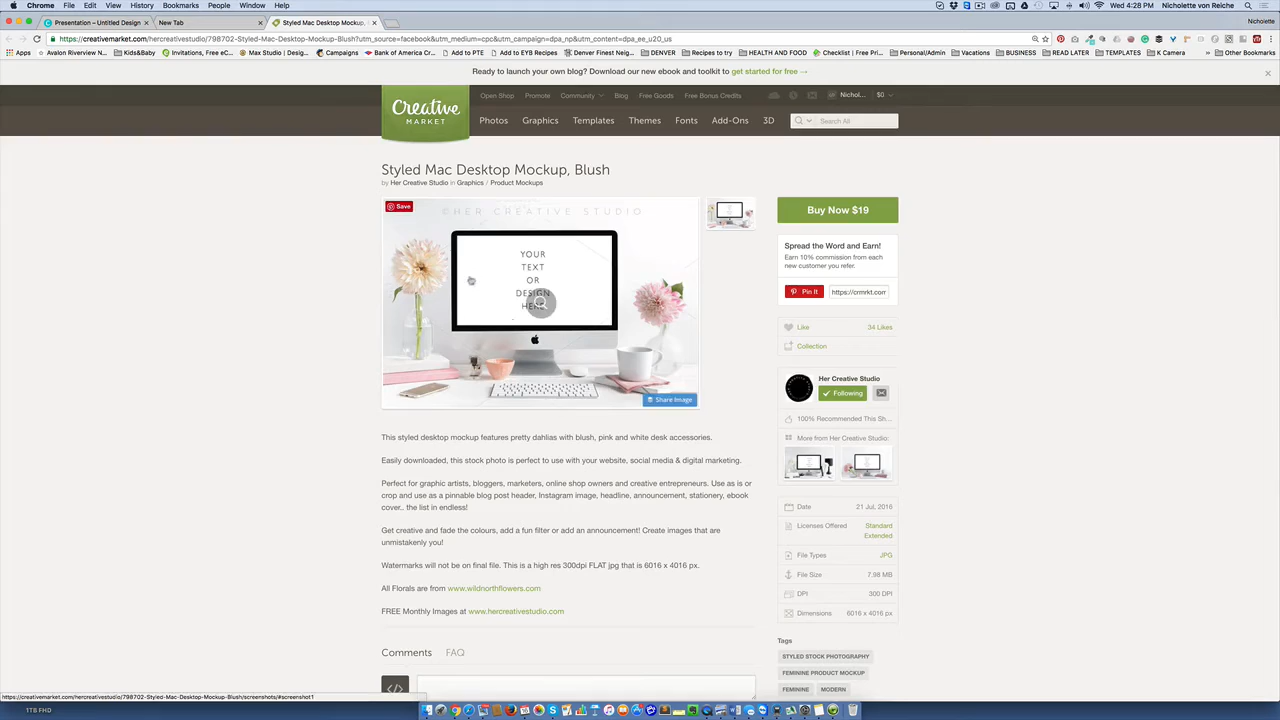 Chrome File Edit View History Bookmarks People Window Help
Wed 4:28 PM Nicholette von Reiche
Presentation – Untitled Design
New Tab
Styled Mac Desktop Mockup,
Nicholette
https://creativemarket.com/hercreativestudio/798702-Styled-Mac-Desktop-Mockup-Blush?utm_source=facebook&utm_medium=cpc&utm_campaign=dpa_np&utm_content=dpa_ee_u20_us
Apps Avalon Riverview N... Kids&Baby Invitations, Free eC... Max Studio | Desig... Campaigns Bank of America Cr... Add to PTE Add to EYB Recipes Denver Finest Neig... DENVER Recipes to try HEALTH AND FOOD Checklist | Free Pri... Personal/Admin Vacations BUSINESS READ LATER TEMPLATES K Camera » Other Bookmarks
Ready to launch your own blog? Download our new ebook and toolkit to get started for free →
Creative
MARKET
Open Shop Promote Community Blog Free Goods Free Bonus Credits Nichol... $0
Photos Graphics Templates Themes Fonts Add-Ons 3D Search All
Styled Mac Desktop Mockup, Blush
by Her Creative Studio in Graphics / Product Mockups
Save
©HER CREATIVE STUDIO
YOUR
TEXT
OR
DESIGN
HERE
Share Image
Buy Now $19
Spread the Word and Earn!
Earn 10% commission from each
new customer you refer.
Pin It https://crmrkt.com
Like 34 Likes
Collection
Her Creative Studio
Following
100% Recommended This Sh...
More from Her Creative Studio:
Date 21 Jul, 2016
Licenses Offered Standard
Extended
File Types JPG
File Size 7.98 MB
DPI 300 DPI
Dimensions 6016 x 4016 px
Tags
STYLED STOCK PHOTOGRAPHY
FEMININE PRODUCT MOCKUP
FEMININE MODERN
This styled desktop mockup features pretty dahlias with blush, pink and white desk accessories.
Easily downloaded, this stock photo is perfect to use with your website, social media & digital marketing.
Perfect for graphic artists, bloggers, marketers, online shop owners and creative entrepreneurs. Use as is or
crop and use as a pinnable blog post header, Instagram image, headline, announcement, stationery, ebook
cover.. the list in endless!
Get creative and fade the colours, add a fun filter or add an announcement! Create images that are
unmistakenly you!
Watermarks will not be on final file. This is a high res 300dpi FLAT jpg that is 6016 x 4016 px.
All Florals are from www.wildnorthflowers.com
FREE Monthly Images at www.hercreativestudio.com
Comments FAQ
https://creativemarket.com/hercreativestudio/798702-Styled-Mac-Desktop-Mockup-Blush/screenshots/#screenshot1
1TB FHD